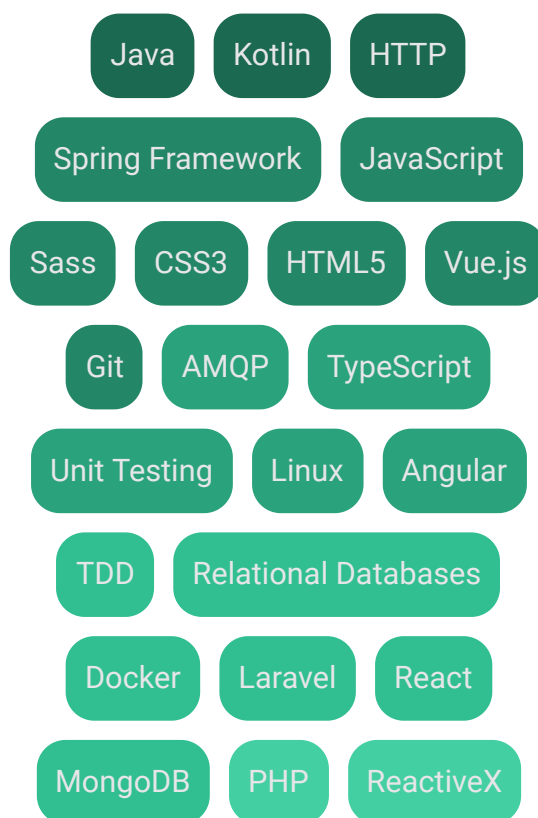 Java Kotlin HTTP
Spring Framework JavaScript
Sass CSS3 HTML5 Vue.js
Git AMQP TypeScript
Unit Testing Linux Angular
TDD Relational Databases
Docker Laravel React
MongoDB PHP ReactiveX